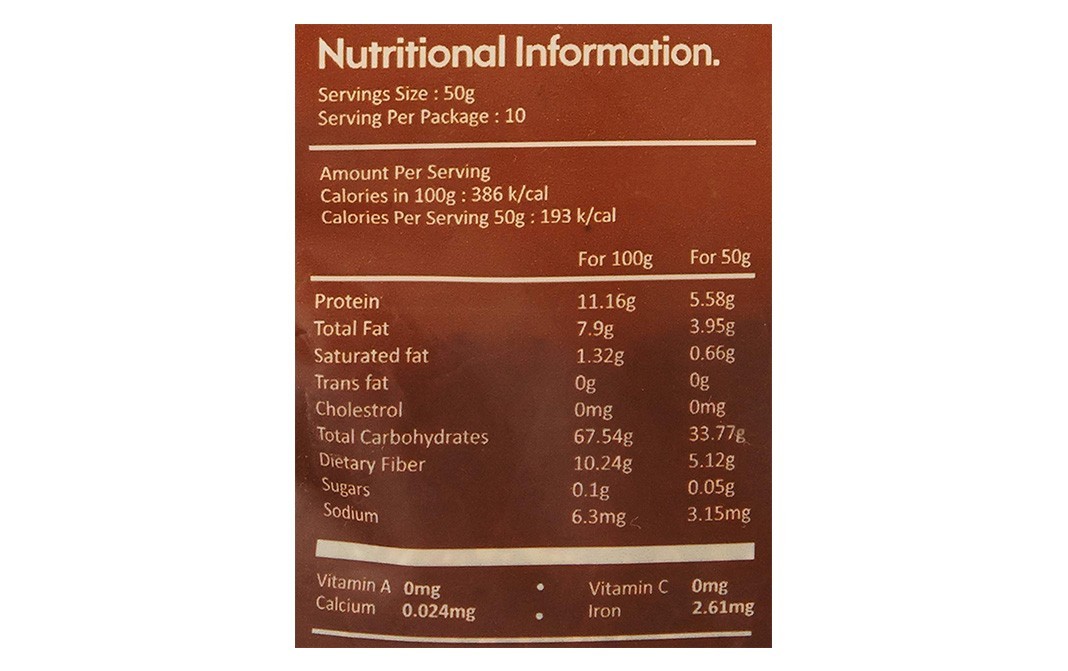 Nutritional Information.
Servings Size : 50g
Serving Per Package : 10
Amount Per Serving
Calories in 100g : 386 k/cal
Calories Per Serving 50g : 193 k/cal
For 100g For 50g
Protein 11.16g 5.58g
Total Fat 7.9g 3.95g
Saturated fat 1.32g 0.66g
Trans fat 0g 0g
Cholestrol 0mg 0mg
Total Carbohydrates 67.54g 33.77g
Dietary Fiber 10.24g 5.12g
Sugars 0.1g 0.05g
Sodium 6.3mg 3.15mg
Vitamin A 0mg • Vitamin C 0mg
Calcium 0.024mg • Iron 2.61mg